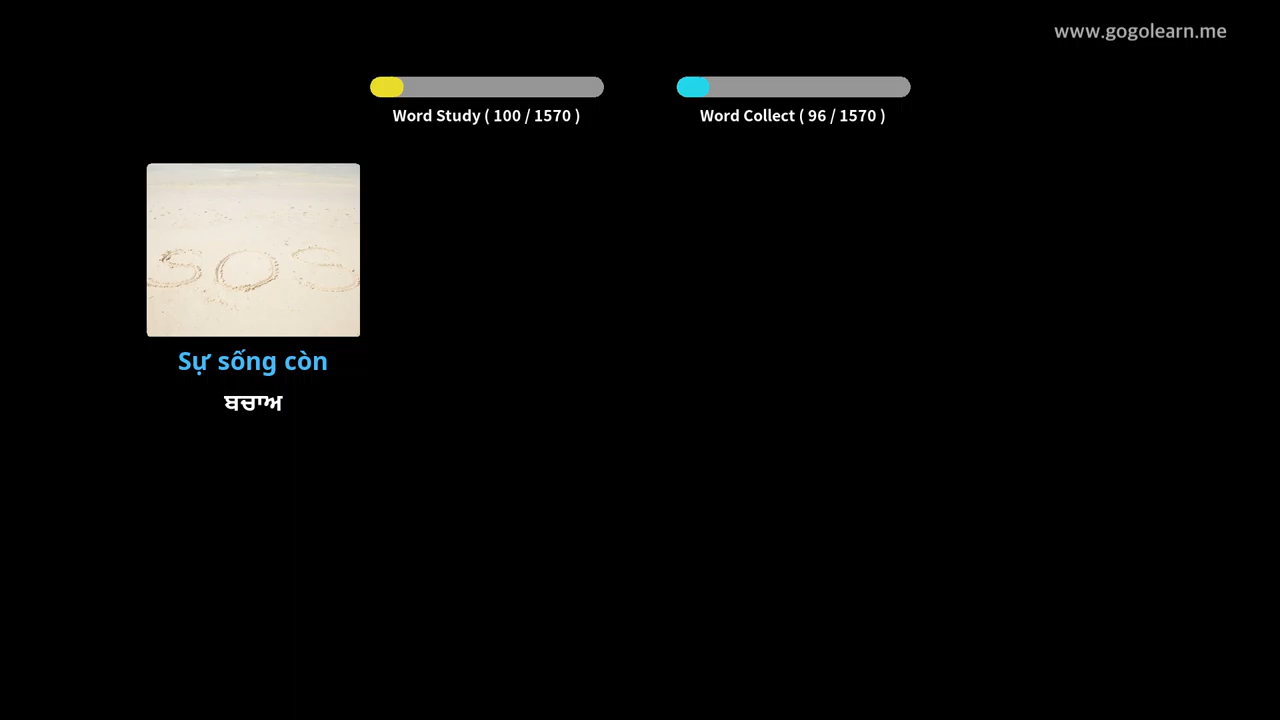 www.gogolearn.me
Word Study ( 100 / 1570 )
Word Collect ( 96 / 1570 )
SOS
Sự sống còn
ਬਚਾਅ